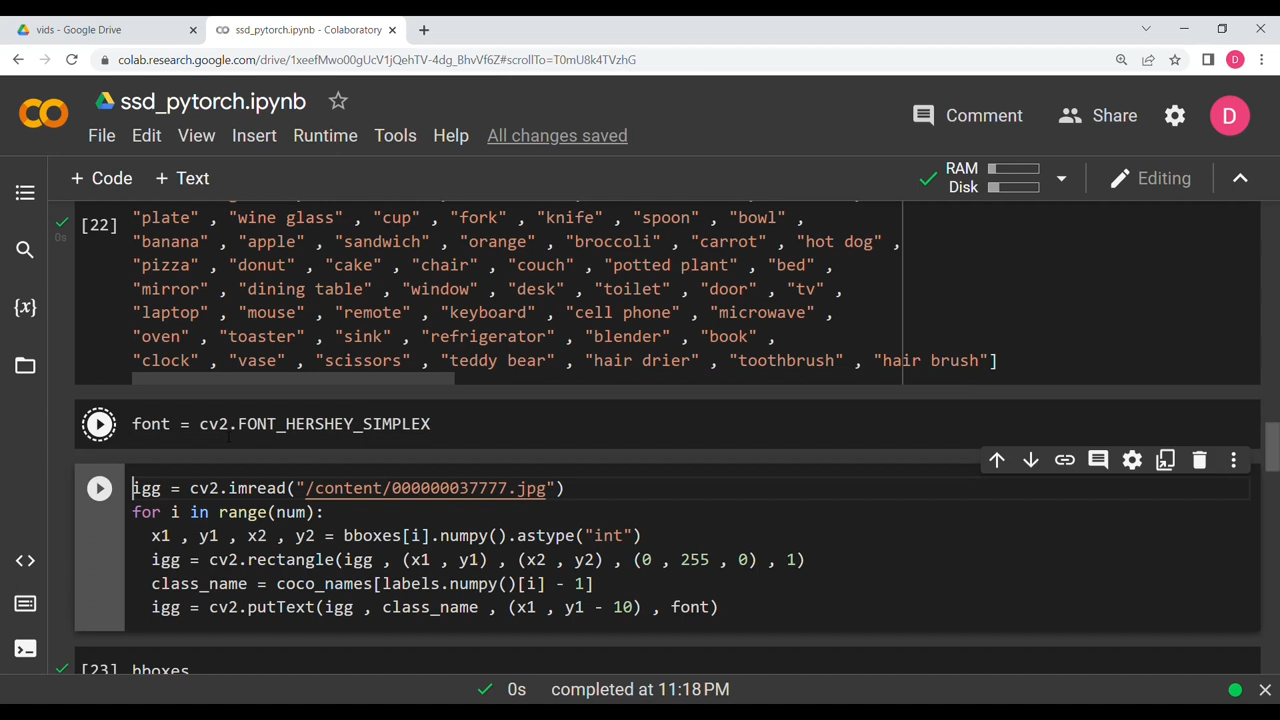 vids - Google Drive
ssd_pytorch.ipynb - Colaboratory
colab.research.google.com/drive/1xeefMwo00gUcV1jQehTV-4dg_BhvVf6Z#scrollTo=T0mU8k4TVzhG
D
ssd_pytorch.ipynb
File Edit View Insert Runtime Tools Help All changes saved
Comment Share D
+ Code + Text
RAM
Disk
Editing
[22]
0s
"plate" , "wine glass" , "cup" , "fork" , "knife" , "spoon" , "bowl" ,
"banana" , "apple" , "sandwich" , "orange" , "broccoli" , "carrot" , "hot dog" ,
"pizza" , "donut" , "cake" , "chair" , "couch" , "potted plant" , "bed" ,
"mirror" , "dining table" , "window" , "desk" , "toilet" , "door" , "tv" ,
"laptop" , "mouse" , "remote" , "keyboard" , "cell phone" , "microwave" ,
"oven" , "toaster" , "sink" , "refrigerator" , "blender" , "book" ,
"clock" , "vase" , "scissors" , "teddy bear" , "hair drier" , "toothbrush" , "hair brush"]
font = cv2.FONT_HERSHEY_SIMPLEX
igg = cv2.imread("/content/000000037777.jpg")
for i in range(num):
x1 , y1 , x2 , y2 = bboxes[i].numpy().astype("int")
igg = cv2.rectangle(igg , (x1 , y1) , (x2 , y2) , (0 , 255 , 0) , 1)
class_name = coco_names[labels.numpy()[i] - 1]
igg = cv2.putText(igg , class_name , (x1 , y1 - 10) , font)
[23] bboxes
0s completed at 11:18 PM